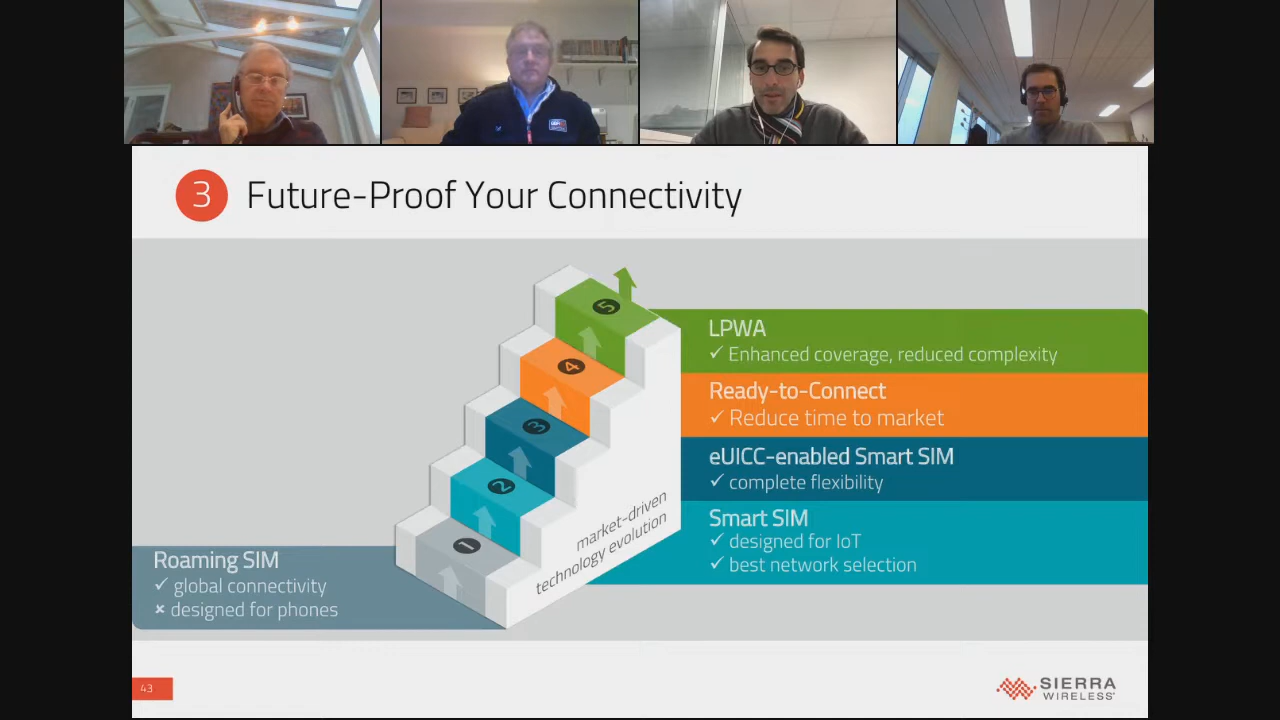 3 Future-Proof Your Connectivity
5
4
3
2
1
LPWA
✓ Enhanced coverage, reduced complexity
Ready-to-Connect
✓ Reduce time to market
eUICC-enabled Smart SIM
✓ complete flexibility
Smart SIM
✓ designed for IoT
✓ best network selection
market-driven
technology evolution
Roaming SIM
✓ global connectivity
× designed for phones
43
SIERRA
WIRELESS